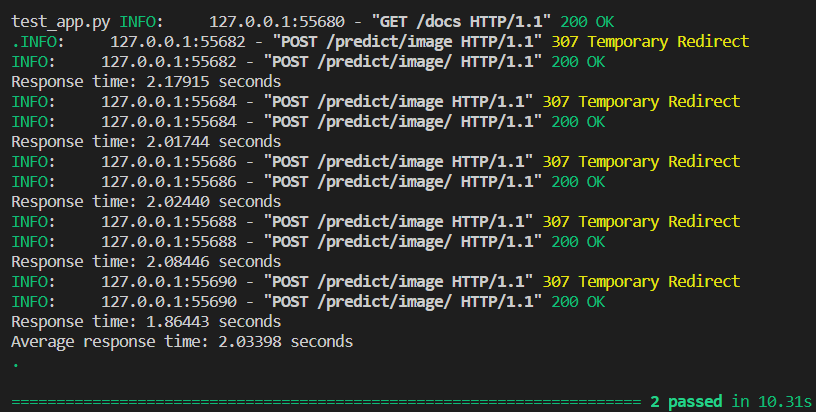 test_app.py INFO:     127.0.0.1:55680 - "GET /docs HTTP/1.1" 200 OK
.INFO:     127.0.0.1:55682 - "POST /predict/image HTTP/1.1" 307 Temporary Redirect
INFO:     127.0.0.1:55682 - "POST /predict/image/ HTTP/1.1" 200 OK
Response time: 2.17915 seconds
INFO:     127.0.0.1:55684 - "POST /predict/image HTTP/1.1" 307 Temporary Redirect
INFO:     127.0.0.1:55684 - "POST /predict/image/ HTTP/1.1" 200 OK
Response time: 2.01744 seconds
INFO:     127.0.0.1:55686 - "POST /predict/image HTTP/1.1" 307 Temporary Redirect
INFO:     127.0.0.1:55686 - "POST /predict/image/ HTTP/1.1" 200 OK
Response time: 2.02440 seconds
INFO:     127.0.0.1:55688 - "POST /predict/image HTTP/1.1" 307 Temporary Redirect
INFO:     127.0.0.1:55688 - "POST /predict/image/ HTTP/1.1" 200 OK
Response time: 2.08446 seconds
INFO:     127.0.0.1:55690 - "POST /predict/image HTTP/1.1" 307 Temporary Redirect
INFO:     127.0.0.1:55690 - "POST /predict/image/ HTTP/1.1" 200 OK
Response time: 1.86443 seconds
Average response time: 2.03398 seconds
.
====================================================================== 2 passed in 10.31s